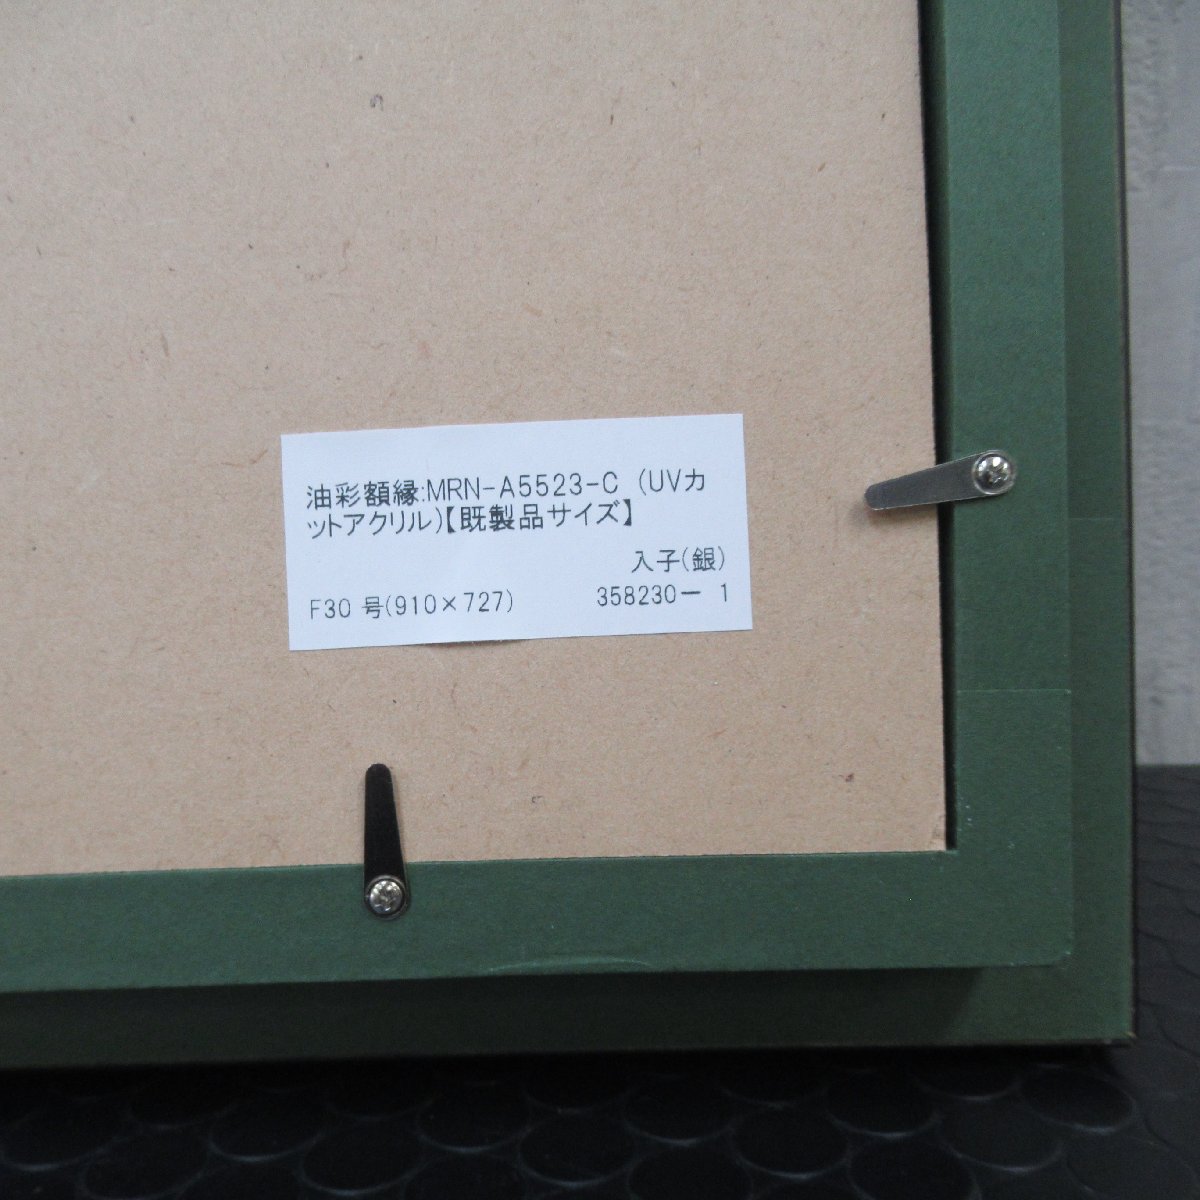 油彩額縁:MRN-A5523-C (UVカ
ットアクリル)【既製品サイズ】
入子(銀)
F30 号(910×727) 358230ー 1